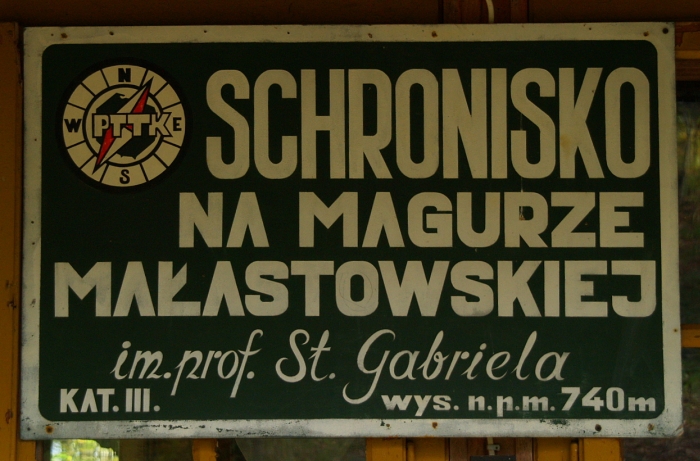 N
W PTTK E
S
SCHRONISKO
NA MAGURZE
MAŁASTOWSKIEJ
im. prof. St. Gabriela
KAT. III. wys. n.p.m. 740m